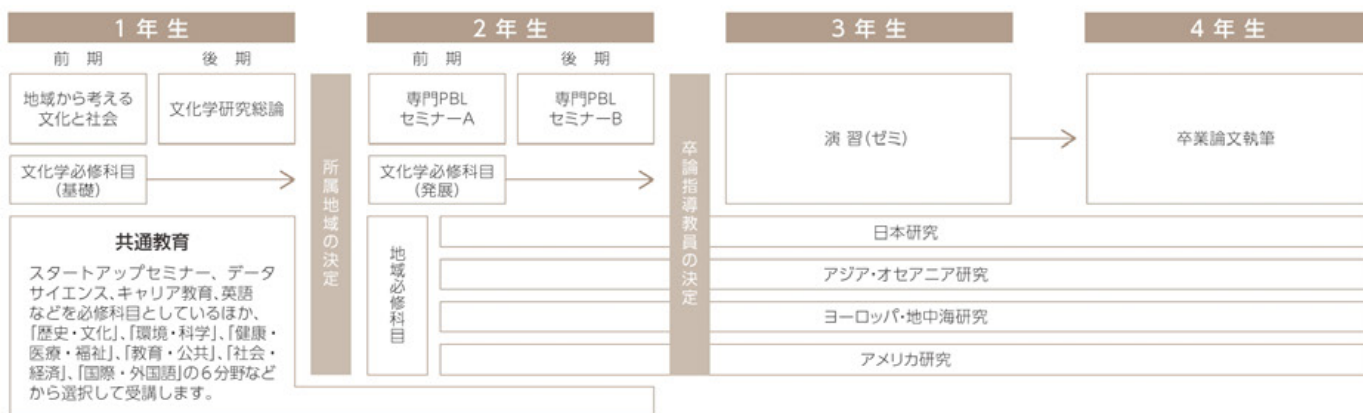 1年生
前 期
後 期
地域から考える
文化と社会
文化学研究総論
文化学必修科目
(基礎)
共通教育
スタートアップセミナー、データ
サイエンス、キャリア教育、英語
などを必修科目としているほか、
「歴史・文化」、「環境・科学」、「健康・
医療・福祉」、「教育・公共」、「社会・
経済」、「国際・外国語」の6分野など
から選択して受講します。
所属地域の決定
2年生
前 期
後 期
専門PBL
セミナーA
専門PBL
セミナーB
文化学必修科目
(発展)
地域必修科目
卒論指導教員の決定
3年生
演 習(ゼミ)
4年生
卒業論文執筆
日本研究
アジア・オセアニア研究
ヨーロッパ・地中海研究
アメリカ研究